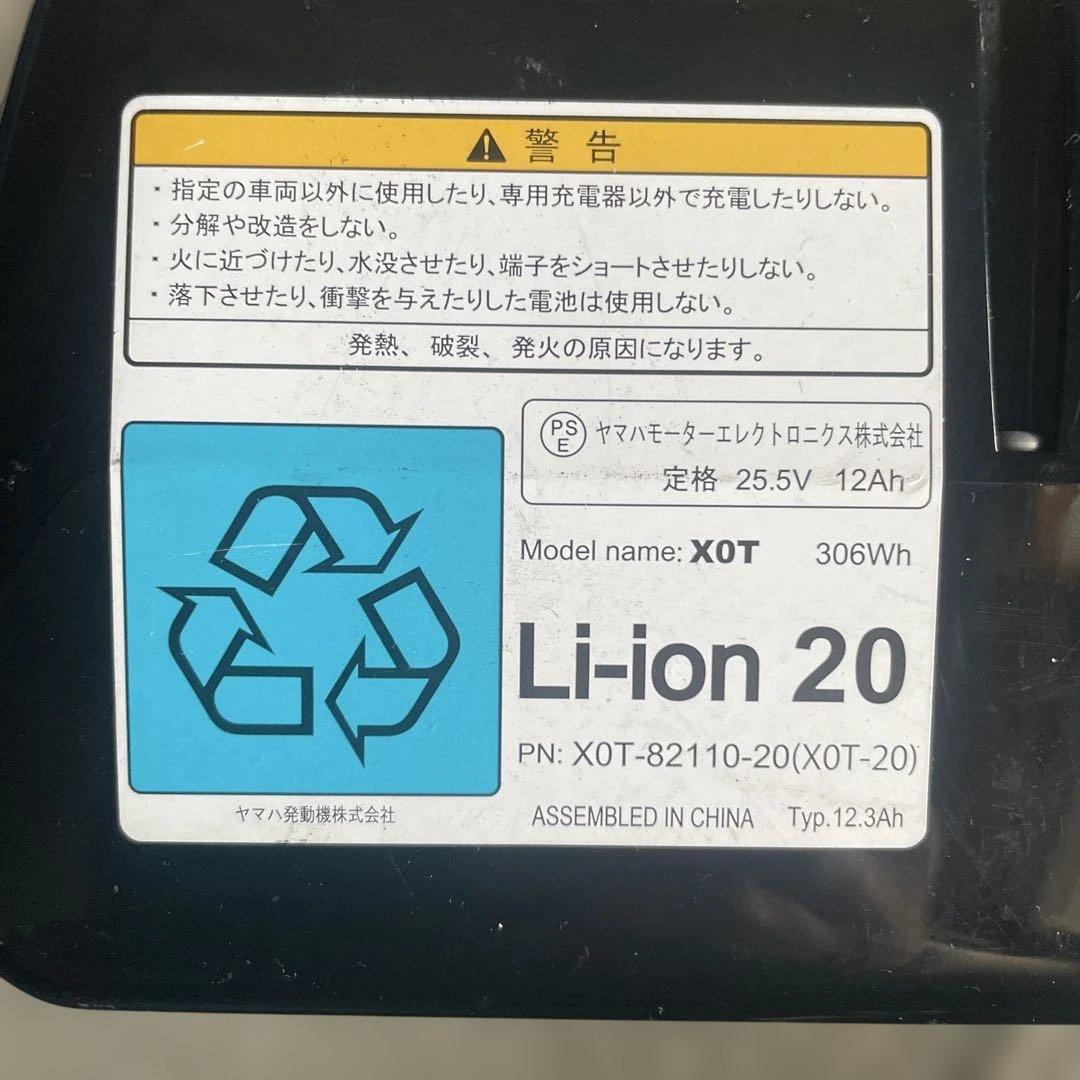 警告
・指定の車両以外に使用したり、専用充電器以外で充電したりしない。
・分解や改造をしない。
・火に近づけたり、水没させたり、端子をショートさせたりしない。
・落下させたり、衝撃を与えたりした電池は使用しない。
発熱、破裂、発火の原因になります。
PS
E
ヤマハモーターエレクトロニクス株式会社
定格 25.5V 12Ah
Model name: X0T 306Wh
Li-ion 20
PN: X0T-82110-20(X0T-20)
ヤマハ発動機株式会社
ASSEMBLED IN CHINA Typ.12.3Ah